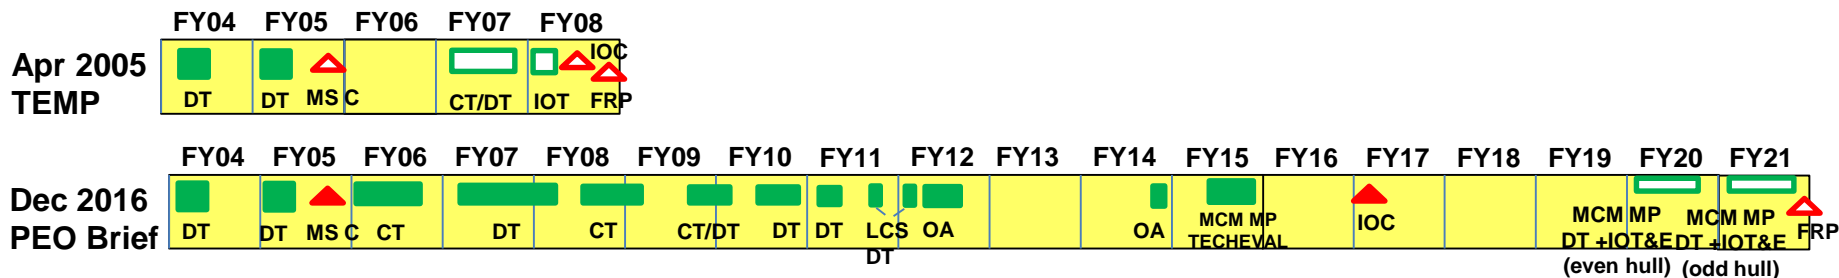 FY04 FY05 FY06 FY07 FY08
Apr 2005
TEMP
IOC
DT DT MS C CT/DT IOT FRP
FY04 FY05 FY06 FY07 FY08 FY09 FY10 FY11 FY12 FY13 FY14 FY15 FY16 FY17 FY18 FY19 FY20 FY21
Dec 2016
PEO Brief
DT DT MS C CT DT CT CT/DT DT DT LCS OA OA MCM MP IOC MCM MP MCM MP FRP
DT TECHEVAL DT +IOT&E DT +IOT&E
(even hull) (odd hull)